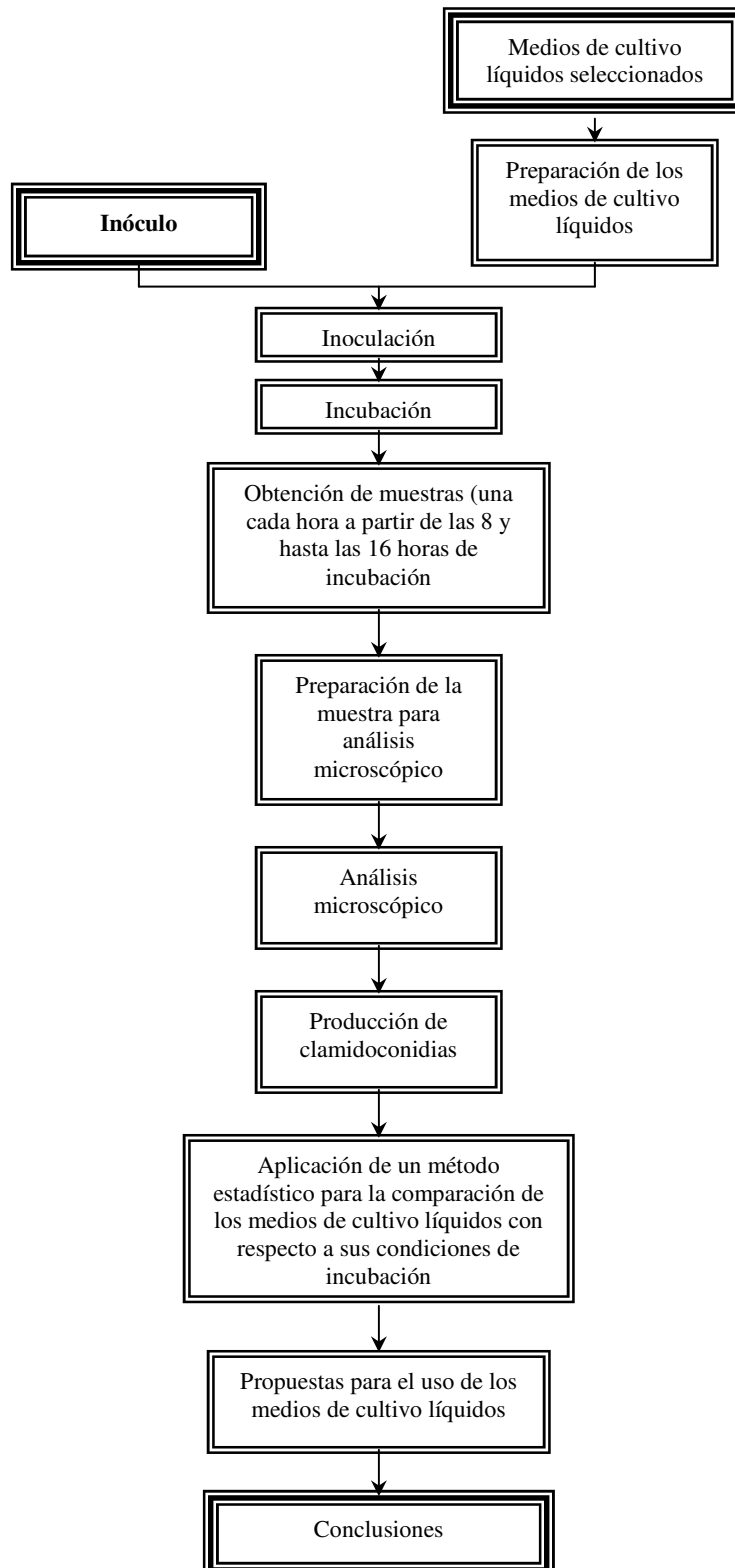 Medios de cultivo
líquidos seleccionados
Preparación de los
medios de cultivo
líquidos
Inóculo
Inoculación
Incubación
Obtención de muestras (una
cada hora a partir de las 8 y
hasta las 16 horas de
incubación
Preparación de la
muestra para
análisis
microscópico
Análisis
microscópico
Producción de
clamidoconidias
Aplicación de un método
estadístico para la comparación de
los medios de cultivo líquidos con
respecto a sus condiciones de
incubación
Propuestas para el uso de los
medios de cultivo líquidos
Conclusiones